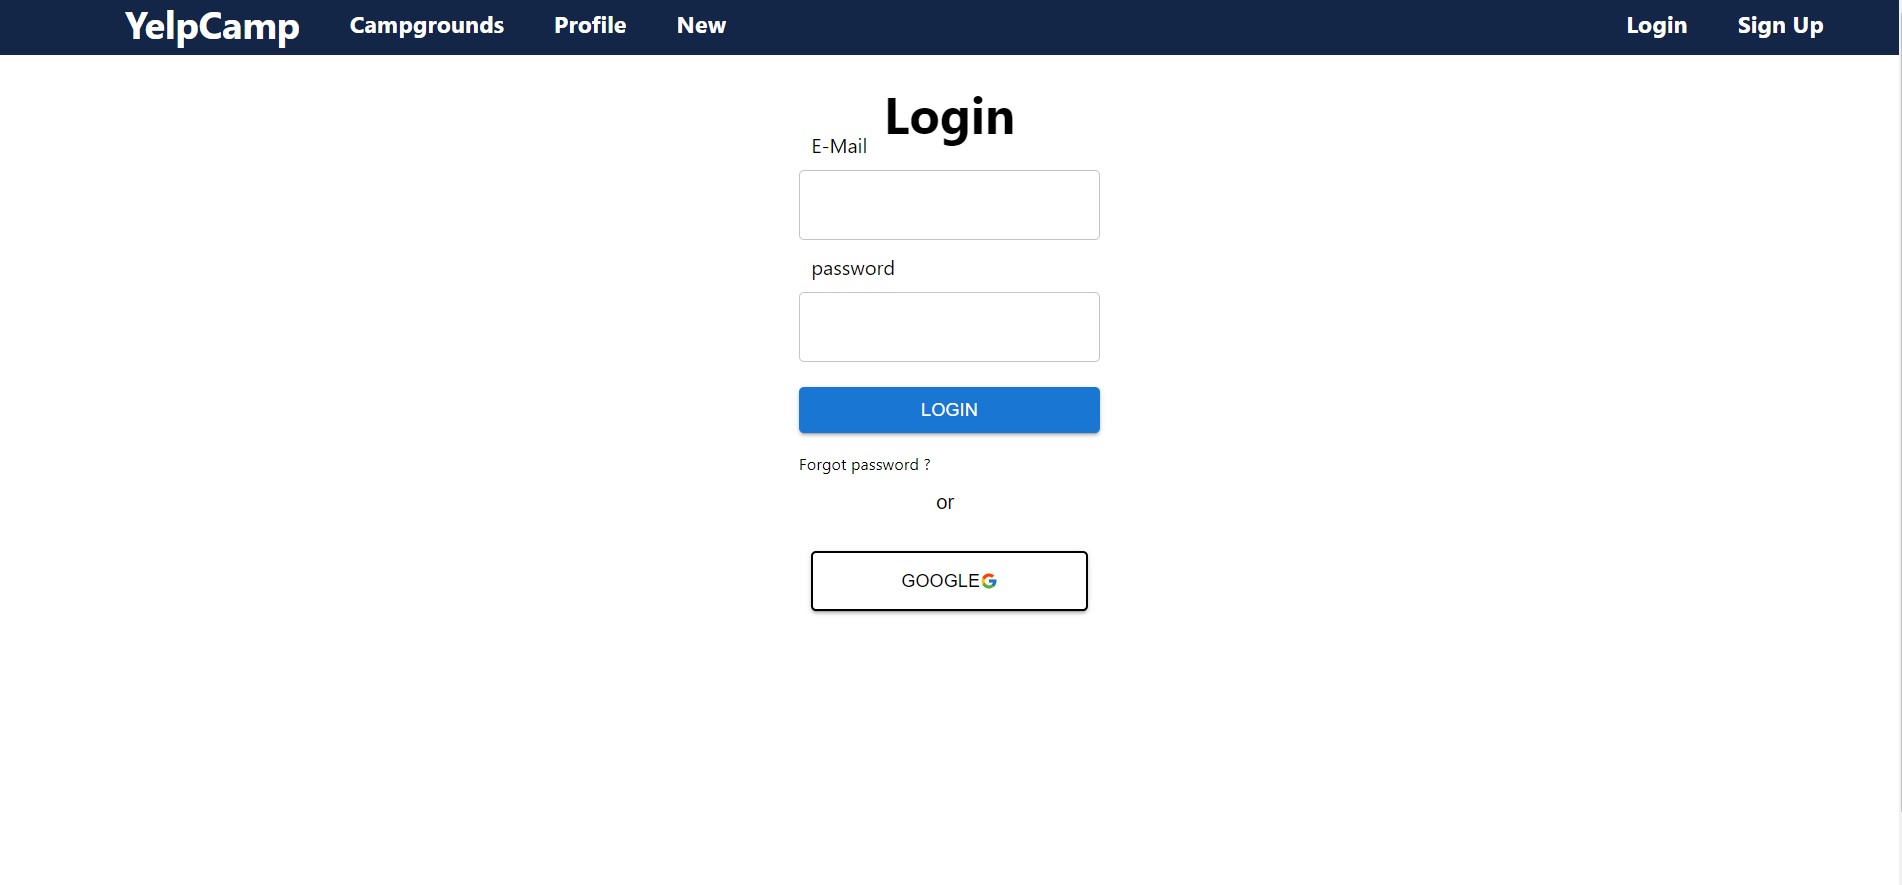 YelpCamp Campgrounds Profile New Login Sign Up
Login
E-Mail
password
LOGIN
Forgot password ?
or
GOOGLE